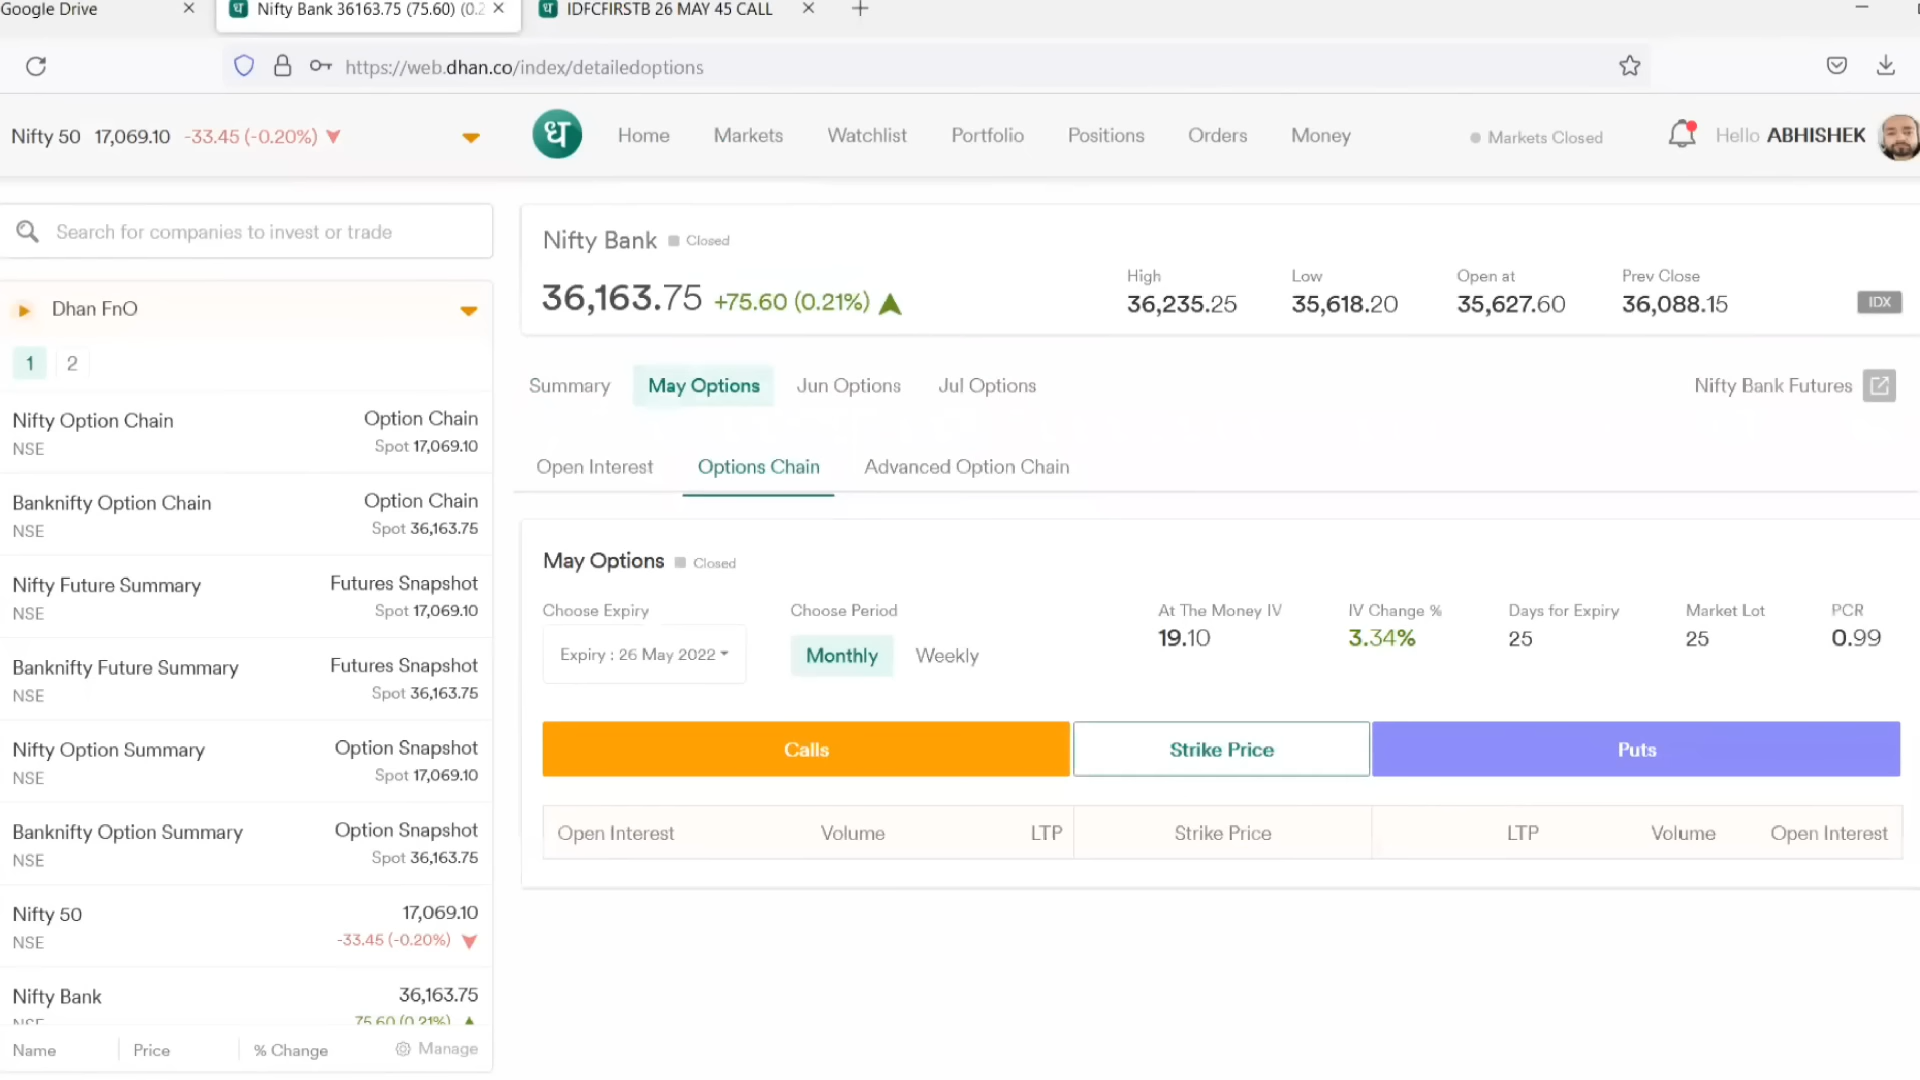 Google Drive
Nifty Bank 36163.75 (75.60) (0.2
IDFCFIRSTB 26 MAY 45 CALL
https://web.dhan.co/index/detailedoptions
Nifty 50 17,069.10 -33.45 (-0.20%)
ध
Home Markets Watchlist Portfolio Positions Orders Money
Markets Closed
Hello ABHISHEK
Search for companies to invest or trade
Dhan FnO
1 2
Nifty Option Chain Option Chain
NSE Spot 17,069.10
Banknifty Option Chain Option Chain
NSE Spot 36,163.75
Nifty Future Summary Futures Snapshot
NSE Spot 17,069.10
Banknifty Future Summary Futures Snapshot
NSE Spot 36,163.75
Nifty Option Summary Option Snapshot
NSE Spot 17,069.10
Banknifty Option Summary Option Snapshot
NSE Spot 36,163.75
Nifty 50 17,069.10
NSE -33.45 (-0.20%)
Nifty Bank 36,163.75
NSE 75.60 (0.21%)
Name Price % Change Manage
Nifty Bank Closed
36,163.75 +75.60 (0.21%)
High Low Open at Prev Close
36,235.25 35,618.20 35,627.60 36,088.15 IDX
Summary May Options Jun Options Jul Options Nifty Bank Futures
Open Interest Options Chain Advanced Option Chain
May Options Closed
Choose Expiry Choose Period At The Money IV IV Change % Days for Expiry Market Lot PCR
19.10 3.34% 25 25 0.99
Expiry : 26 May 2022 Monthly Weekly
Calls Strike Price Puts
Open Interest Volume LTP Strike Price LTP Volume Open Interest